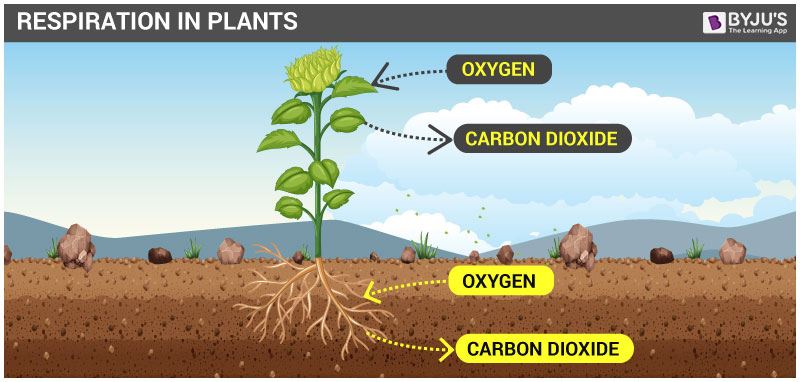 RESPIRATION IN PLANTS
BYJU'S
The Learning App
OXYGEN
CARBON DIOXIDE
OXYGEN
CARBON DIOXIDE